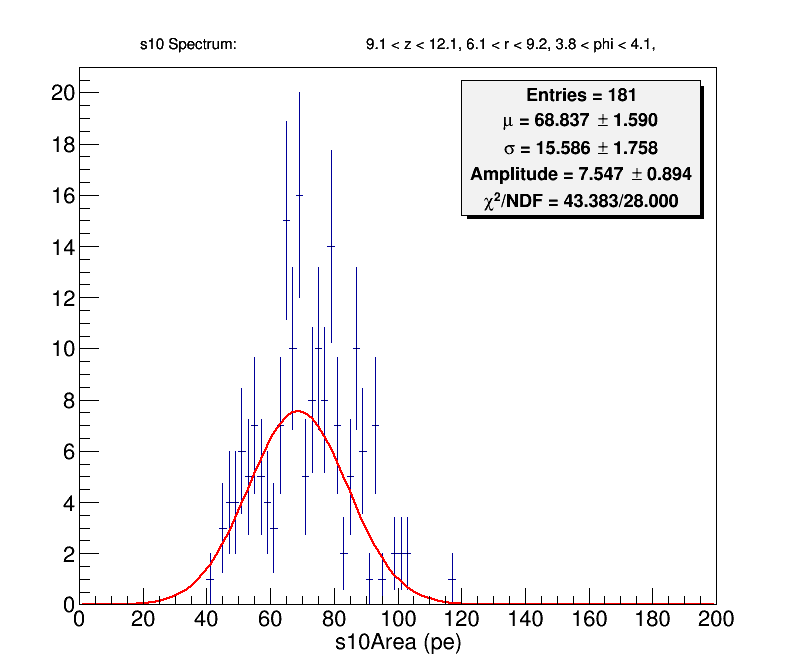 s10 Spectrum: 9.1 < z < 12.1, 6.1 < r < 9.2, 3.8 < phi < 4.1,
Entries = 181
μ = 68.837 ± 1.590
σ = 15.586 ± 1.758
Amplitude = 7.547 ± 0.894
χ²/NDF = 43.383/28.000
20
18
16
14
12
10
8
6
4
2
0
0 20 40 60 80 100 120 140 160 180 200
s10Area (pe)